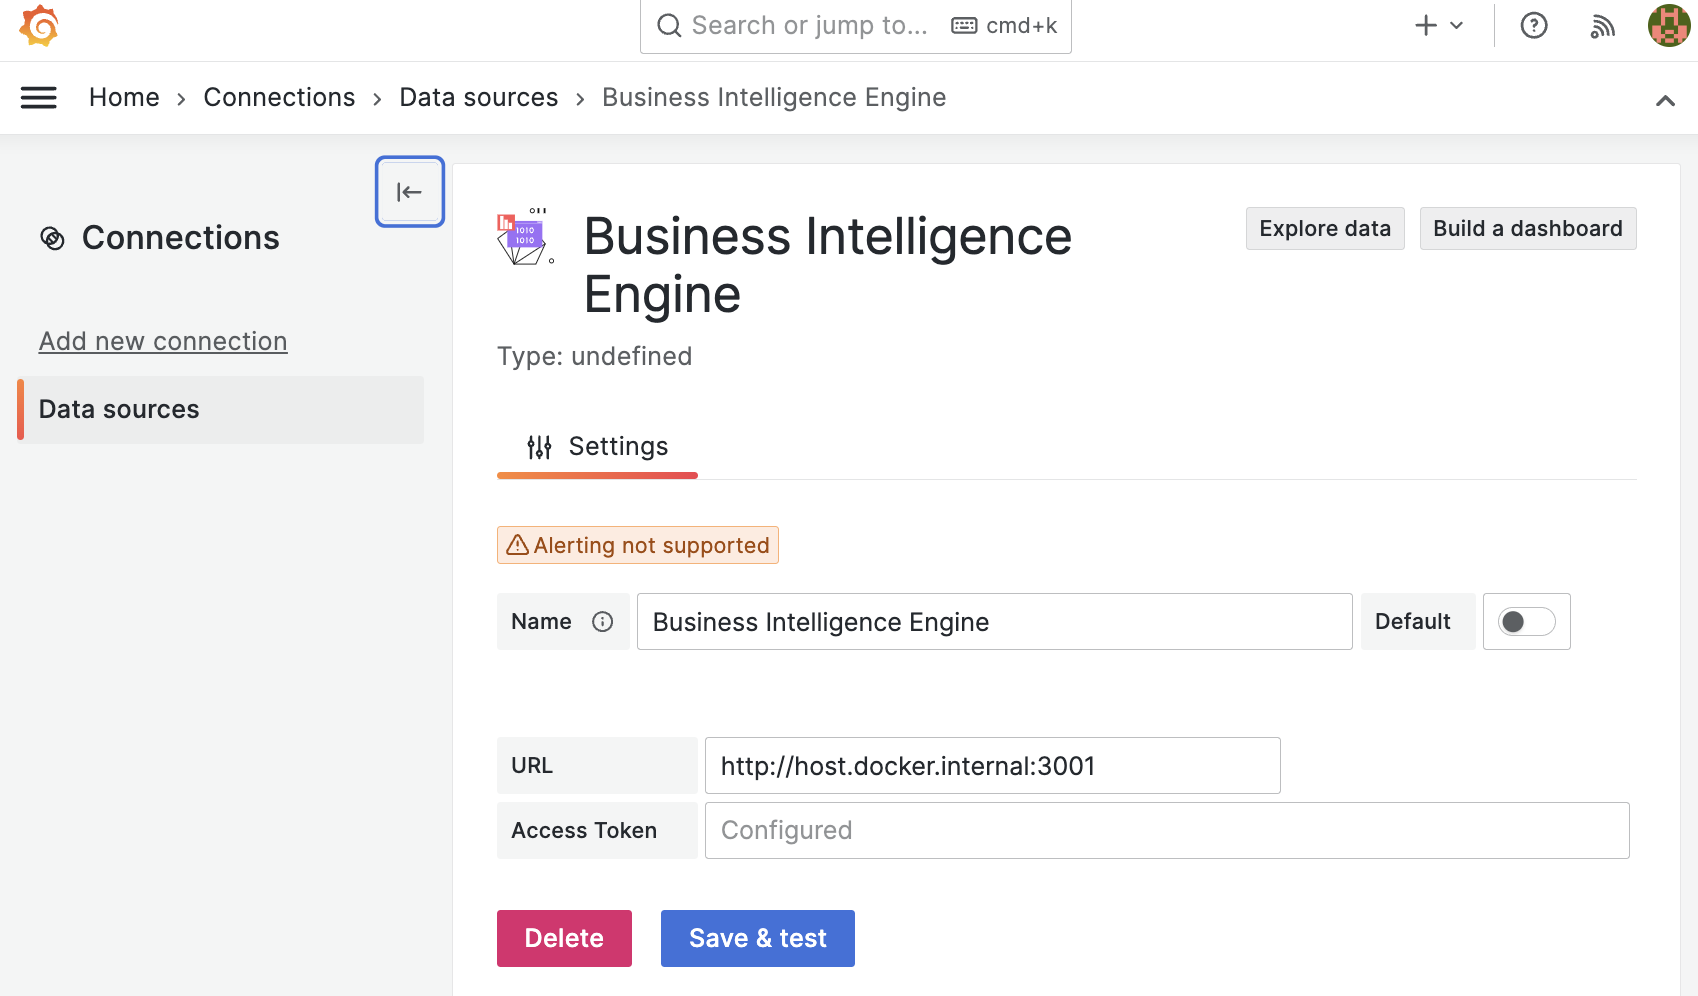 Search or jump to... cmd+k
Home › Connections › Data sources › Business Intelligence Engine
Connections
Add new connection
Data sources
1010
1010
Business Intelligence
Engine
Explore data
Build a dashboard
Type: undefined
Settings
Alerting not supported
Name
Business Intelligence Engine
Default
URL
http://host.docker.internal:3001
Access Token
Configured
Delete
Save & test